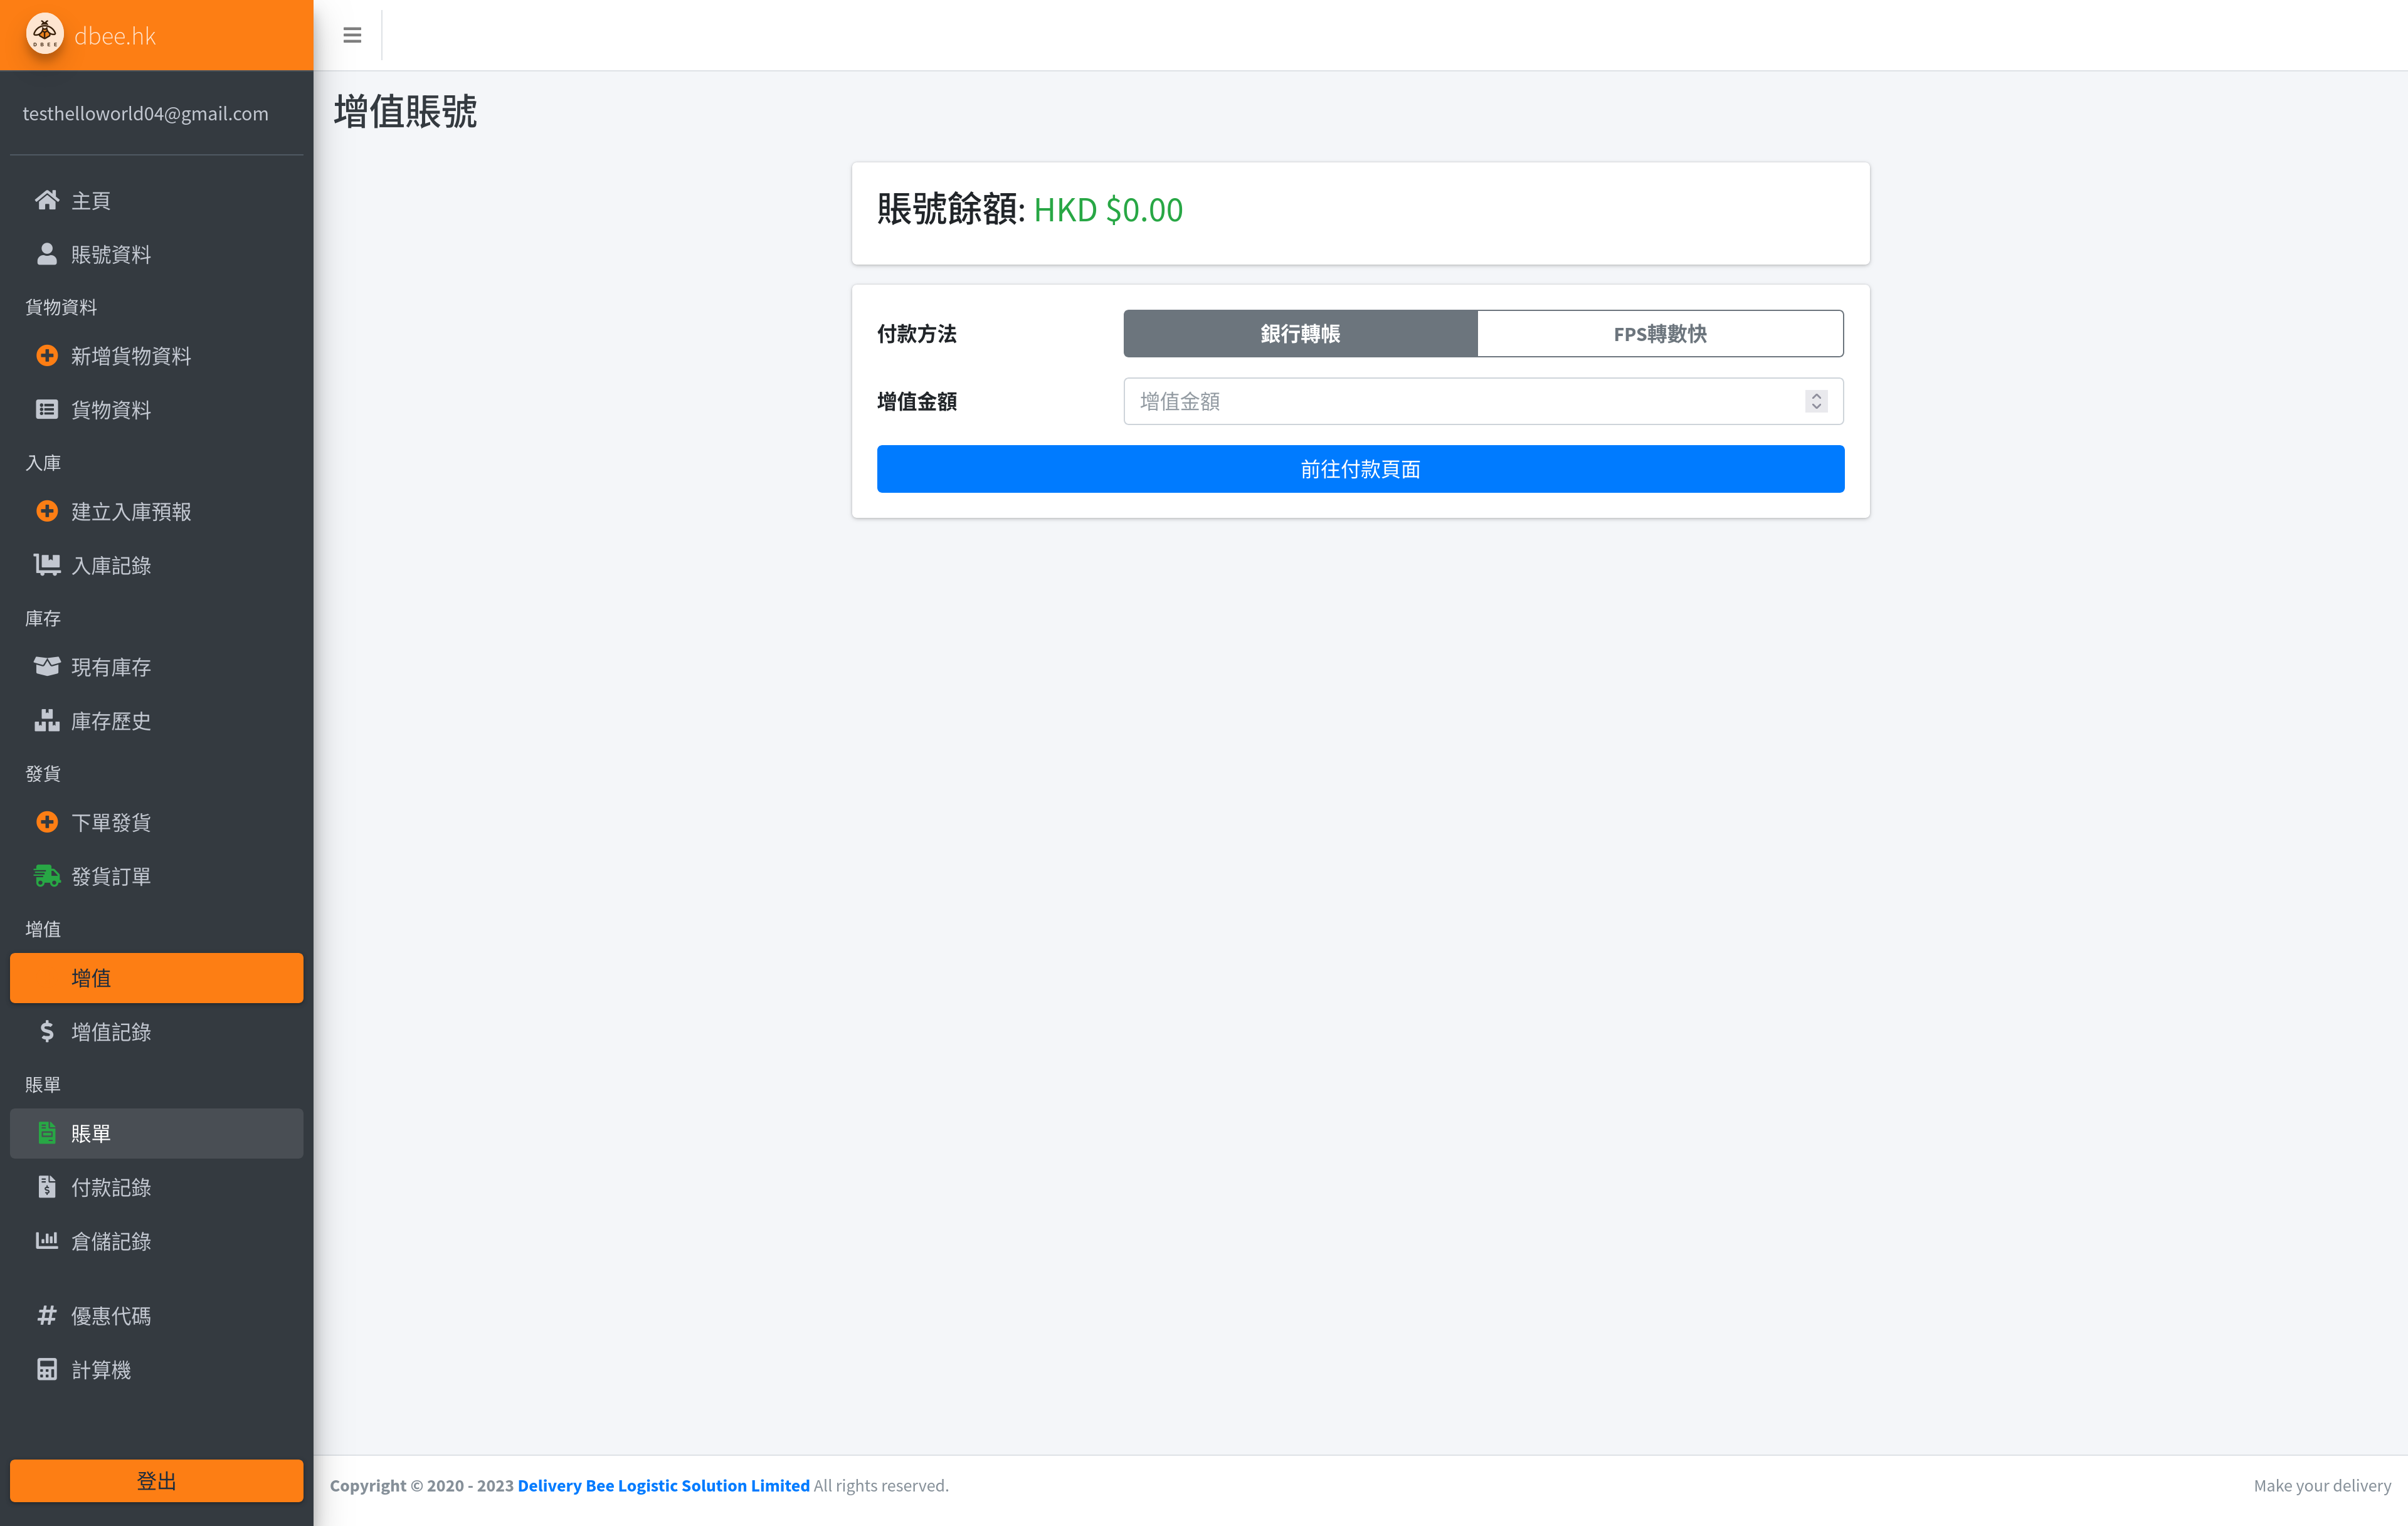 DBEE
dbee.hk
testhelloworld04@gmail.com
主頁
賬號資料
貨物資料
新增貨物資料
貨物資料
入庫
建立入庫預報
入庫記錄
庫存
現有庫存
庫存歷史
發貨
下單發貨
發貨訂單
增值
增值
增值記錄
賬單
賬單
付款記錄
倉儲記錄
優惠代碼
計算機
登出
增值賬號
賬號餘額: HKD $0.00
付款方法 銀行轉帳 FPS轉數快
增值金額 增值金額
前往付款頁面
Copyright © 2020 - 2023 Delivery Bee Logistic Solution Limited All rights reserved.
Make your delivery